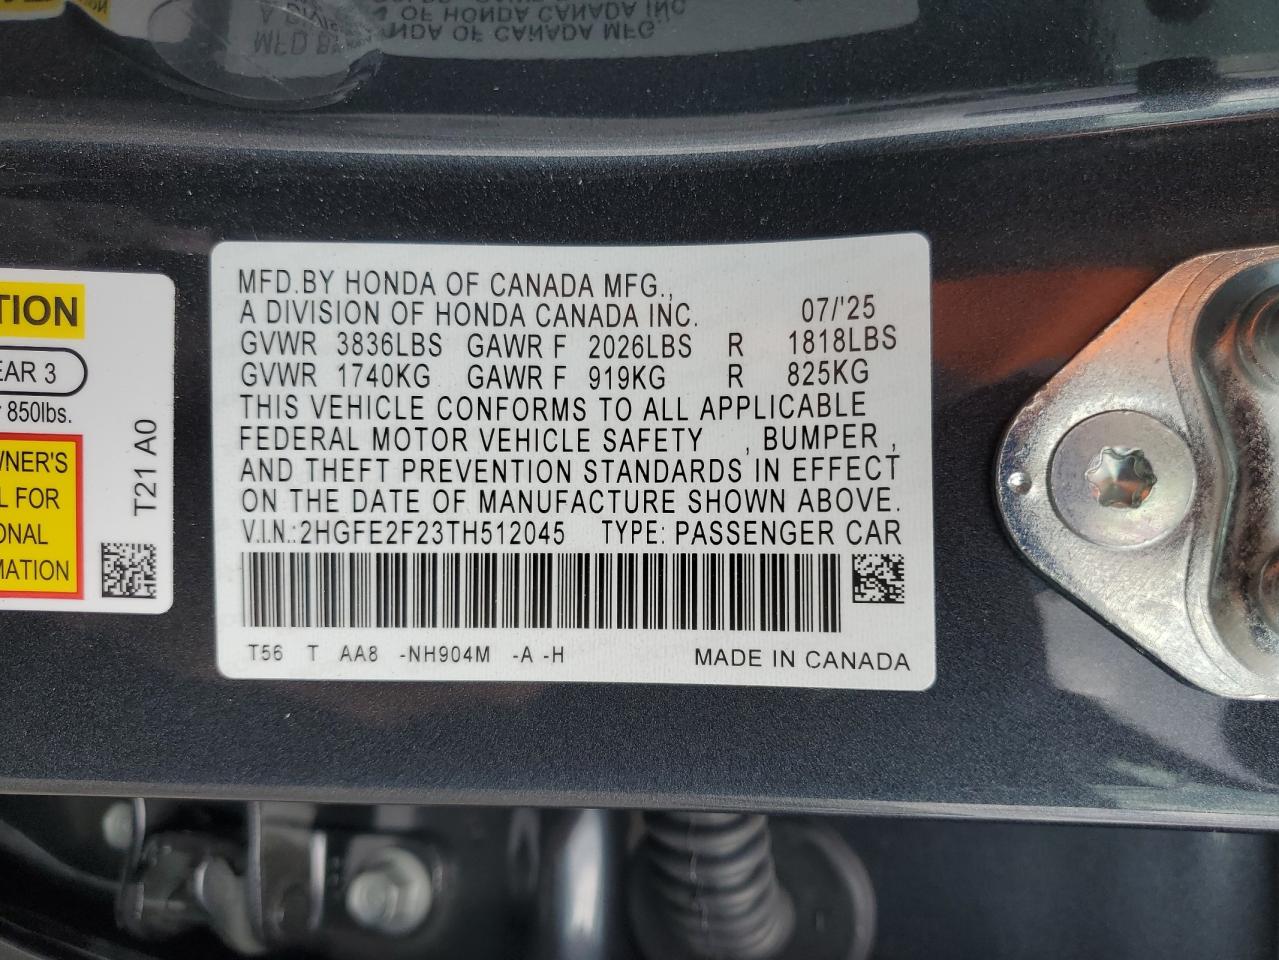 MFD.BY HONDA OF CANADA MFG.,
A DIVISION OF HONDA CANADA INC. 07/'25
GVWR 3836LBS GAWR F 2026LBS R 1818LBS
GVWR 1740KG GAWR F 919KG R 825KG
THIS VEHICLE CONFORMS TO ALL APPLICABLE
FEDERAL MOTOR VEHICLE SAFETY , BUMPER ,
AND THEFT PREVENTION STANDARDS IN EFFECT
ON THE DATE OF MANUFACTURE SHOWN ABOVE.
V.I.N.:2HGFE2F23TH512045 TYPE: PASSENGER CAR
T56 T AA8 -NH904M -A -H MADE IN CANADA
TION
EAR 3
850lbs.
WNER'S
L FOR
ONAL
MATION
T21 A0